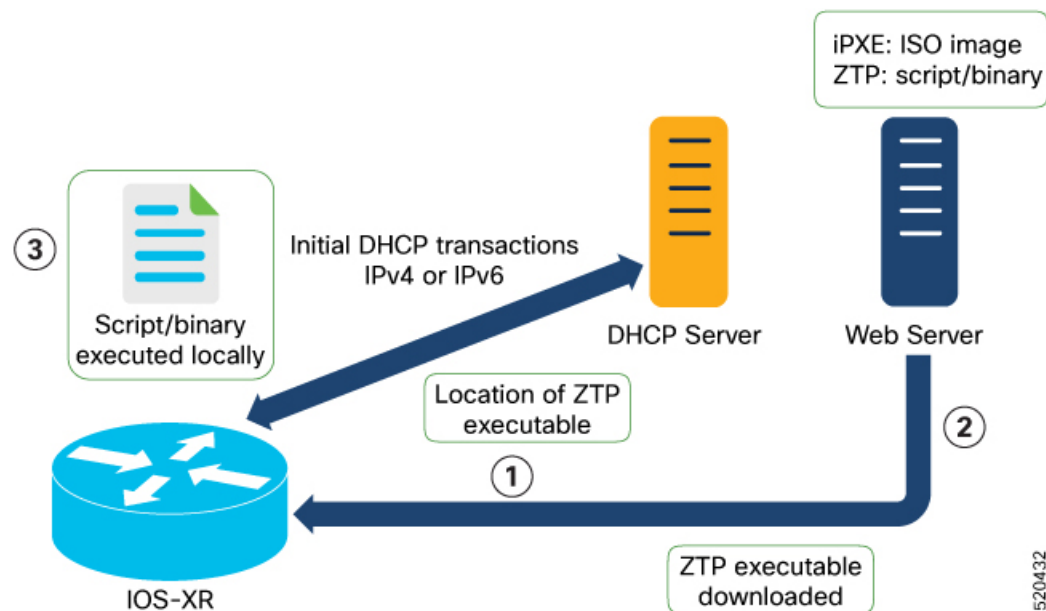 iPXE: ISO image
ZTP: script/binary
3
Script/binary
executed locally
Initial DHCP transactions
IPv4 or IPv6
DHCP Server
Web Server
Location of ZTP
executable
1
2
IOS-XR
ZTP executable
downloaded
520432